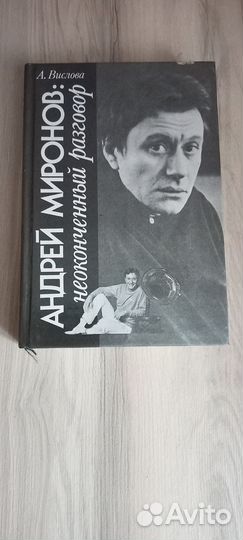 А. Вислова
АНДРЕЙ МИРОНОВ:
неоконченный разговор
Avito